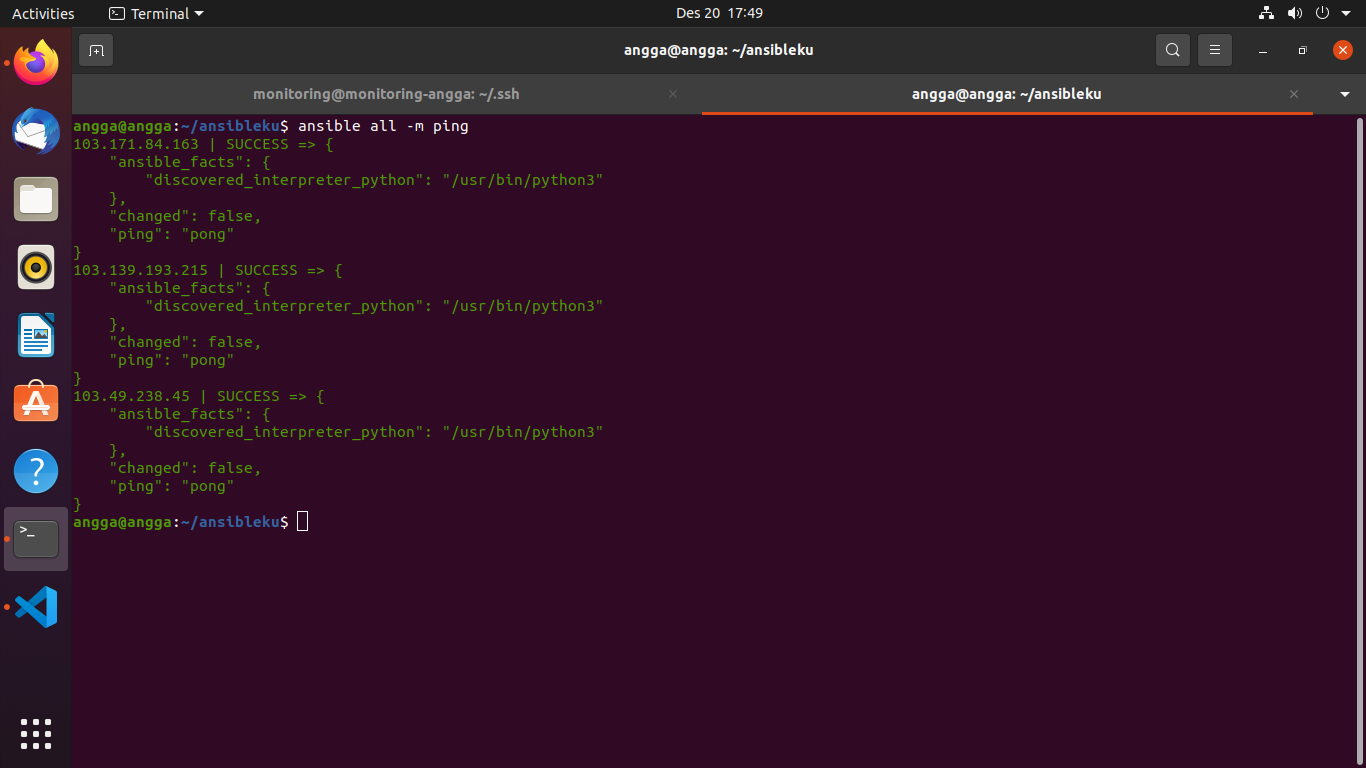 Activities
Terminal
Des 20 17:49
angga@angga: ~/ansibleku
monitoring@monitoring-angga: ~/.ssh
angga@angga: ~/ansibleku
angga@angga:~/ansibleku$ ansible all -m ping
103.171.84.163 | SUCCESS => {
    "ansible_facts": {
        "discovered_interpreter_python": "/usr/bin/python3"
    },
    "changed": false,
    "ping": "pong"
}
103.139.193.215 | SUCCESS => {
    "ansible_facts": {
        "discovered_interpreter_python": "/usr/bin/python3"
    },
    "changed": false,
    "ping": "pong"
}
103.49.238.45 | SUCCESS => {
    "ansible_facts": {
        "discovered_interpreter_python": "/usr/bin/python3"
    },
    "changed": false,
    "ping": "pong"
}
angga@angga:~/ansibleku$